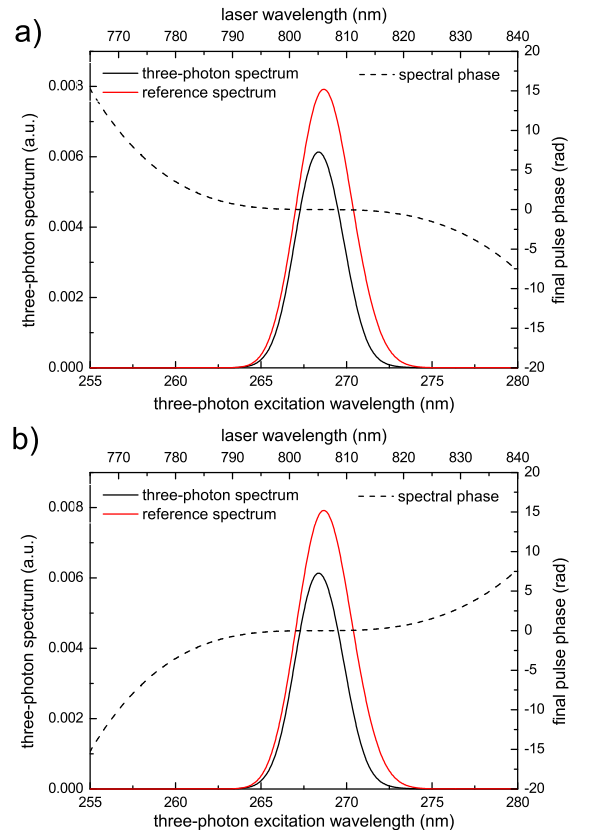 a)
laser wavelength (nm)
770 780 790 800 810 820 830 840
three-photon spectrum
reference spectrum
spectral phase
three-photon spectrum (a.u.)
0.003
0.006
0.004
0.002
0.000
20
15
10
5
0
-5
-10
-15
-20
final pulse phase (rad)
255 260 265 270 275 280
three-photon excitation wavelength (nm)
b)
laser wavelength (nm)
770 780 790 800 810 820 830 840
three-photon spectrum
reference spectrum
spectral phase
three-photon spectrum (a.u.)
0.008
0.006
0.004
0.002
0.000
20
15
10
5
0
-5
-10
-15
-20
final pulse phase (rad)
255 260 265 270 275 280
three-photon excitation wavelength (nm)